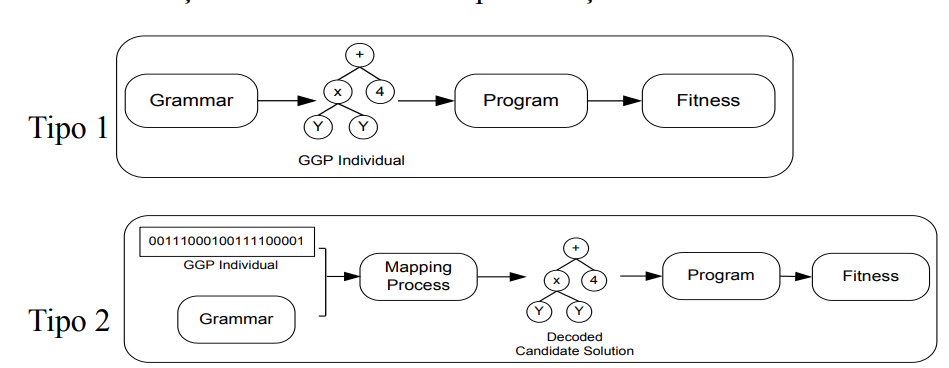 Tipo 1
Grammar
+
x 4
Y Y
GGP Individual
Program
Fitness
Tipo 2
00111000100111100001
GGP Individual
Grammar
Mapping
Process
+
x 4
Y Y
Decoded
Candidate Solution
Program
Fitness